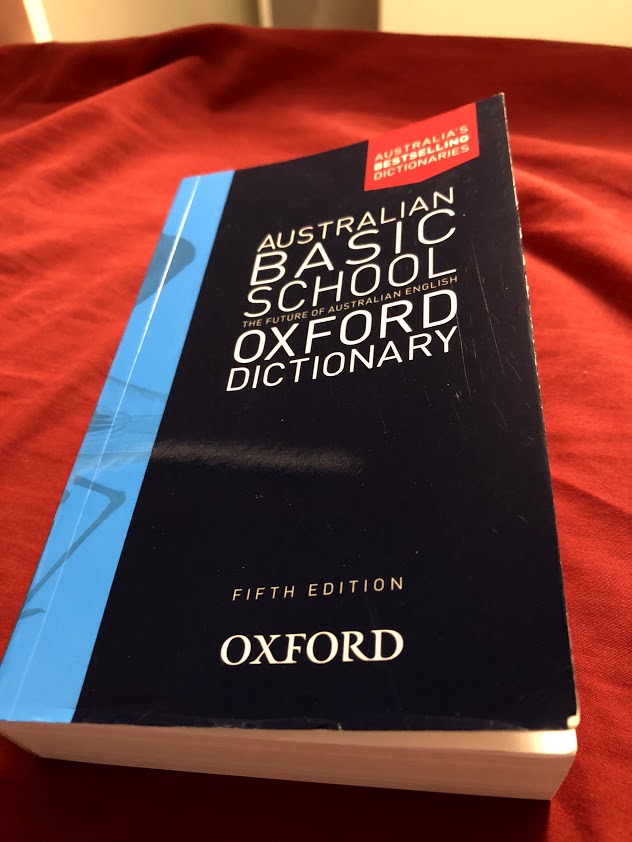 AUSTRALIA'S
BESTSELLING
DICTIONARIES
AUSTRALIAN
BASIC
SCHOOL
THE FUTURE OF AUSTRALIAN ENGLISH
OXFORD
DICTIONARY
FIFTH EDITION
OXFORD